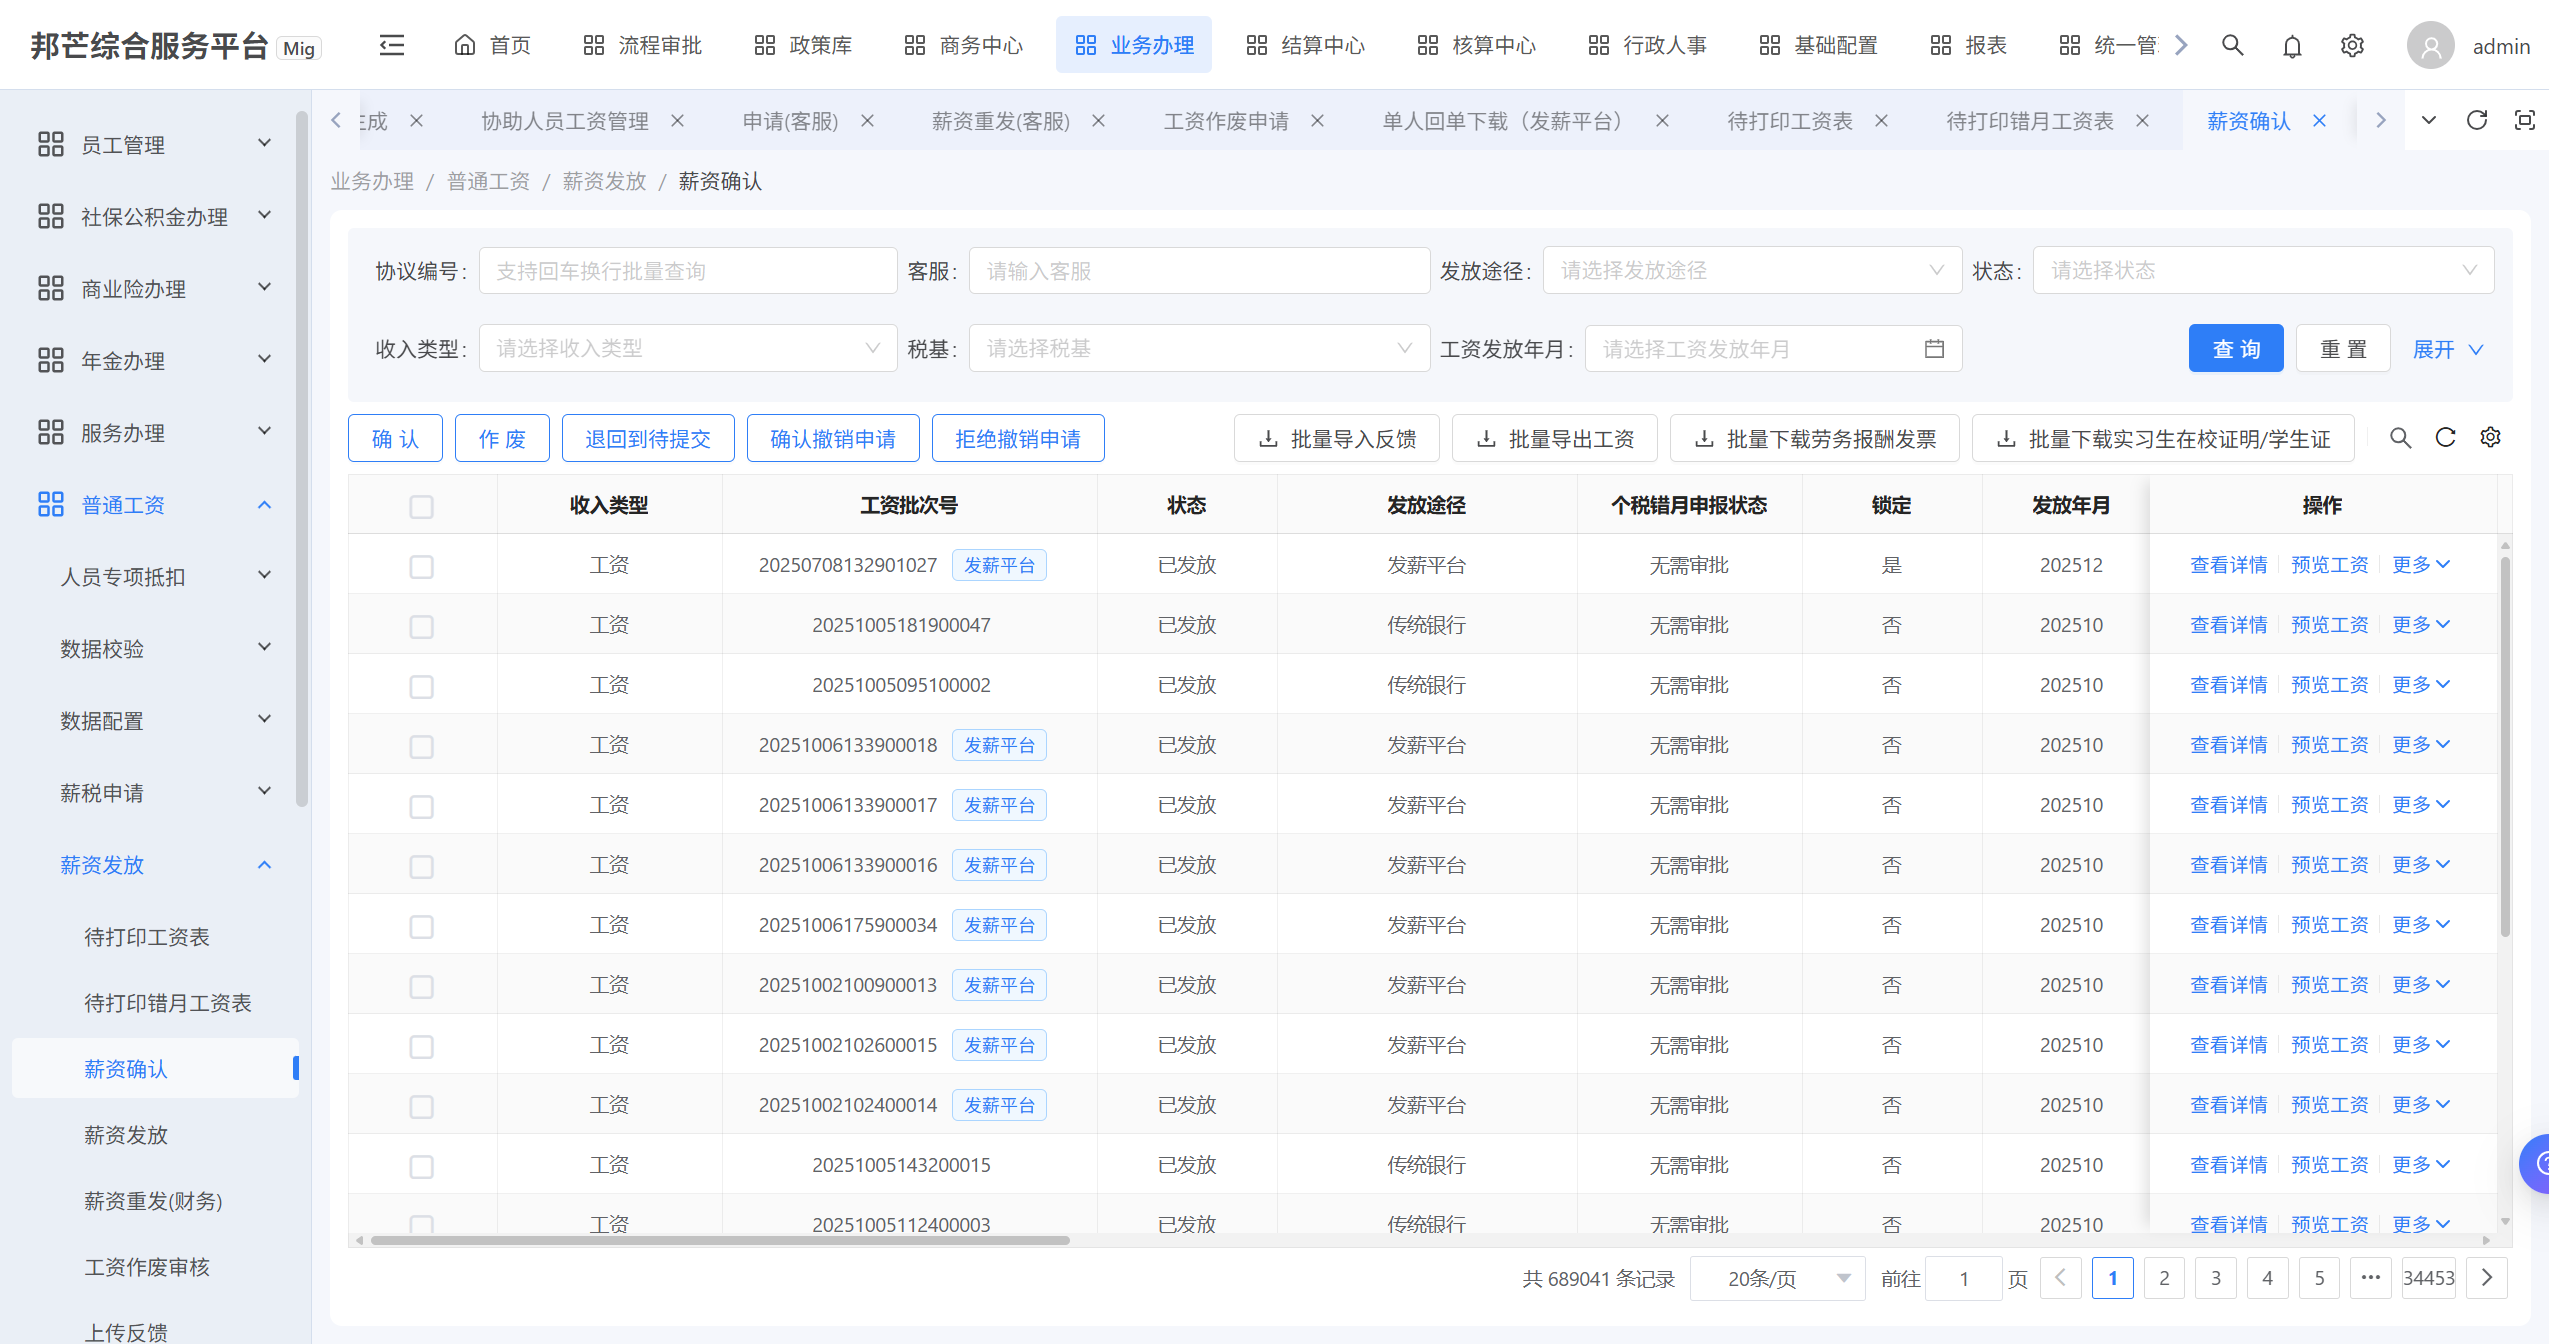 邦芒综合服务平台 Mig 首页 流程审批 政策库 商务中心 业务办理 结算中心 核算中心 行政人事 基础配置 报表 统一管 admin
员工管理
社保公积金办理
商业险办理
年金办理
服务办理
普通工资
人员专项抵扣
数据校验
数据配置
薪税申请
薪资发放
待打印工资表
待打印错月工资表
薪资确认
薪资发放
薪资重发(财务)
工资作废审核
上传反馈
成 协助人员工资管理 申请(客服) 薪资重发(客服) 工资作废申请 单人回单下载（发薪平台） 待打印工资表 待打印错月工资表 薪资确认
业务办理 / 普通工资 / 薪资发放 / 薪资确认
协议编号: 支持回车换行批量查询 客服: 请输入客服 发放途径: 请选择发放途径 状态: 请选择状态
收入类型: 请选择收入类型 税基: 请选择税基 工资发放年月: 请选择工资发放年月 查 询 重 置 展开
确 认 作 废 退回到待提交 确认撤销申请 拒绝撤销申请 批量导入反馈 批量导出工资 批量下载劳务报酬发票 批量下载实习生在校证明/学生证
收入类型 工资批次号 状态 发放途径 个税错月申报状态 锁定 发放年月 操作
工资 20250708132901027 发薪平台 已发放 发薪平台 无需审批 是 202512 查看详情 预览工资 更多
工资 20251005181900047 已发放 传统银行 无需审批 否 202510 查看详情 预览工资 更多
工资 20251005095100002 已发放 传统银行 无需审批 否 202510 查看详情 预览工资 更多
工资 20251006133900018 发薪平台 已发放 发薪平台 无需审批 否 202510 查看详情 预览工资 更多
工资 20251006133900017 发薪平台 已发放 发薪平台 无需审批 否 202510 查看详情 预览工资 更多
工资 20251006133900016 发薪平台 已发放 发薪平台 无需审批 否 202510 查看详情 预览工资 更多
工资 20251006175900034 发薪平台 已发放 发薪平台 无需审批 否 202510 查看详情 预览工资 更多
工资 20251002100900013 发薪平台 已发放 发薪平台 无需审批 否 202510 查看详情 预览工资 更多
工资 20251002102600015 发薪平台 已发放 发薪平台 无需审批 否 202510 查看详情 预览工资 更多
工资 20251002102400014 发薪平台 已发放 发薪平台 无需审批 否 202510 查看详情 预览工资 更多
工资 20251005143200015 已发放 传统银行 无需审批 否 202510 查看详情 预览工资 更多
工资 20251005112400003 已发放 传统银行 无需审批 否 202510 查看详情 预览工资 更多
共 689041 条记录 20条/页 前往 1 页 1 2 3 4 5 ••• 34453